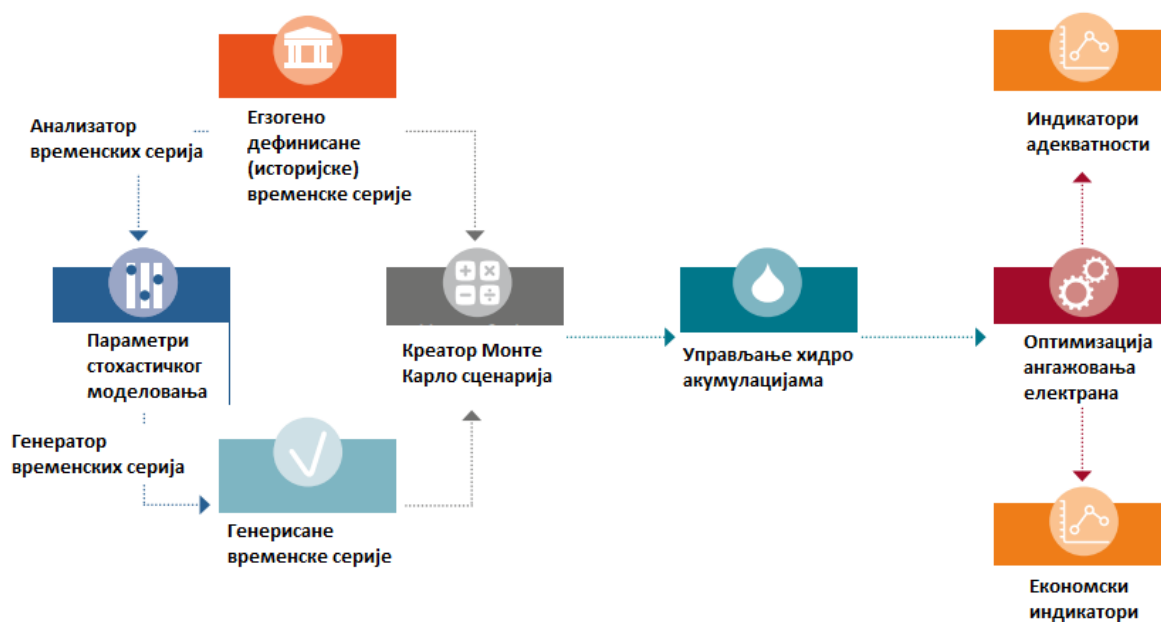 Анализатор
временских серија
Егзогено
дефинисане
(историјске)
временске серије
Параметри
стохастичког
моделовања
Генератор
временских серија
Генерисане
временске серије
Креатор Монте
Карло сценарија
Управљање хидро
акумулацијама
Оптимизација
ангажовања
електрана
Индикатори
адекватности
Економски
индикатори